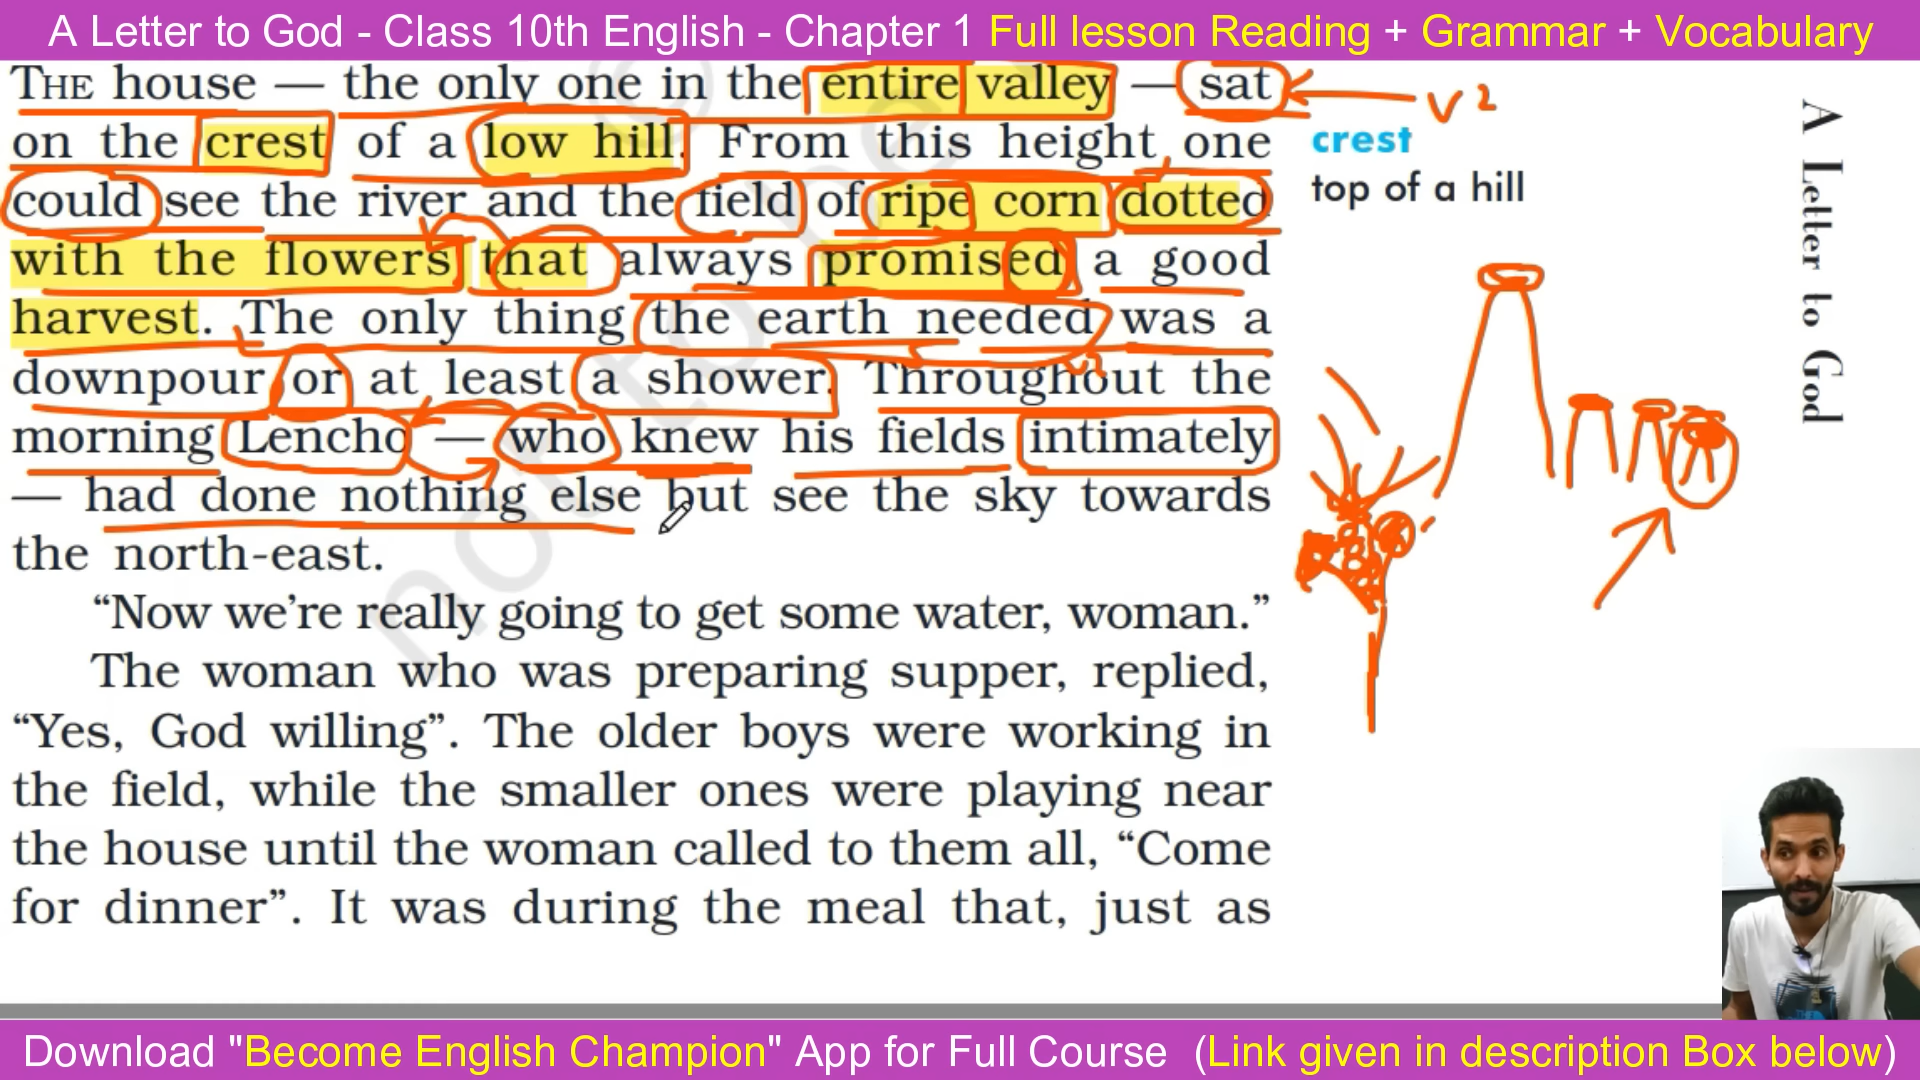 A Letter to God - Class 10th English - Chapter 1 Full lesson Reading + Grammar + Vocabulary
THE house — the only one in the entire valley — sat
on the crest of a low hill. From this height one
could see the river and the field of ripe corn dotted
with the flowers that always promised a good
harvest. The only thing the earth needed was a
downpour or at least a shower. Throughout the
morning Lencho — who knew his fields intimately
— had done nothing else but see the sky towards
the north-east.
“Now we’re really going to get some water, woman.”
The woman who was preparing supper, replied,
“Yes, God willing”. The older boys were working in
the field, while the smaller ones were playing near
the house until the woman called to them all, “Come
for dinner”. It was during the meal that, just as
V2
crest
top of a hill
V2
A Letter to God
not to be
©
Download "Become English Champion" App for Full Course (Link given in description Box below)